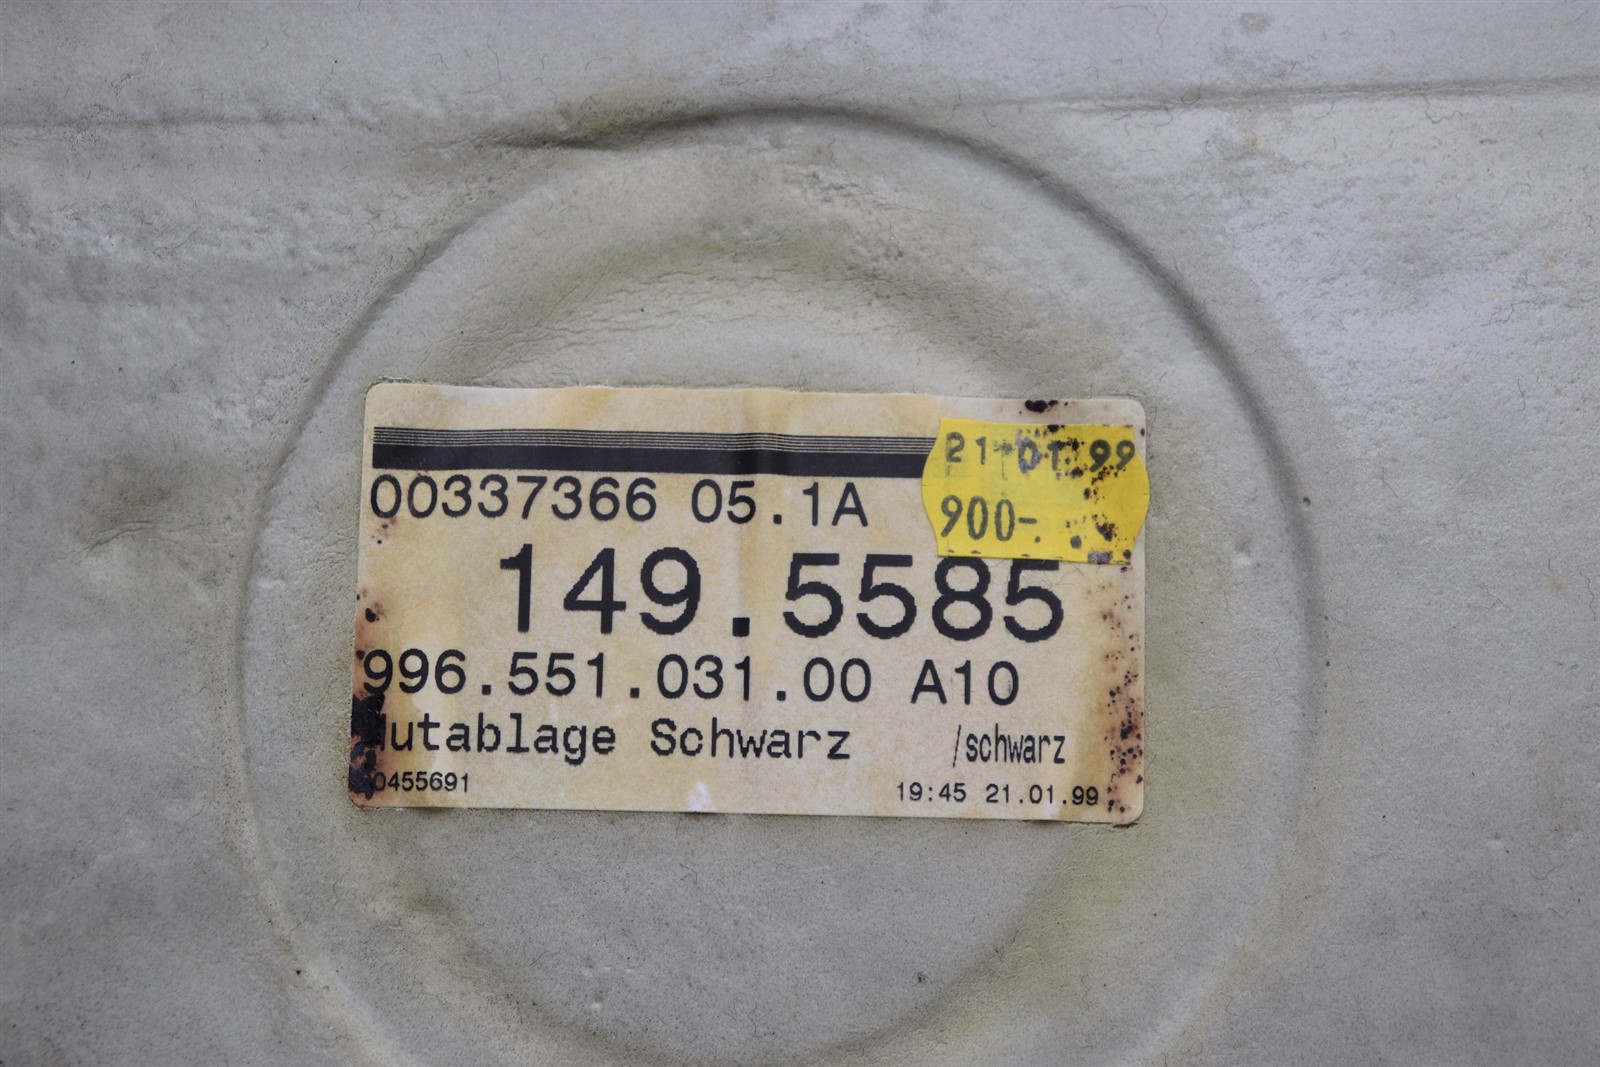 21 01 99
900-.
00337366 05.1A
149.5585
996.551.031.00 A10
Hutablage Schwarz /schwarz
0455691 19:45 21.01.99